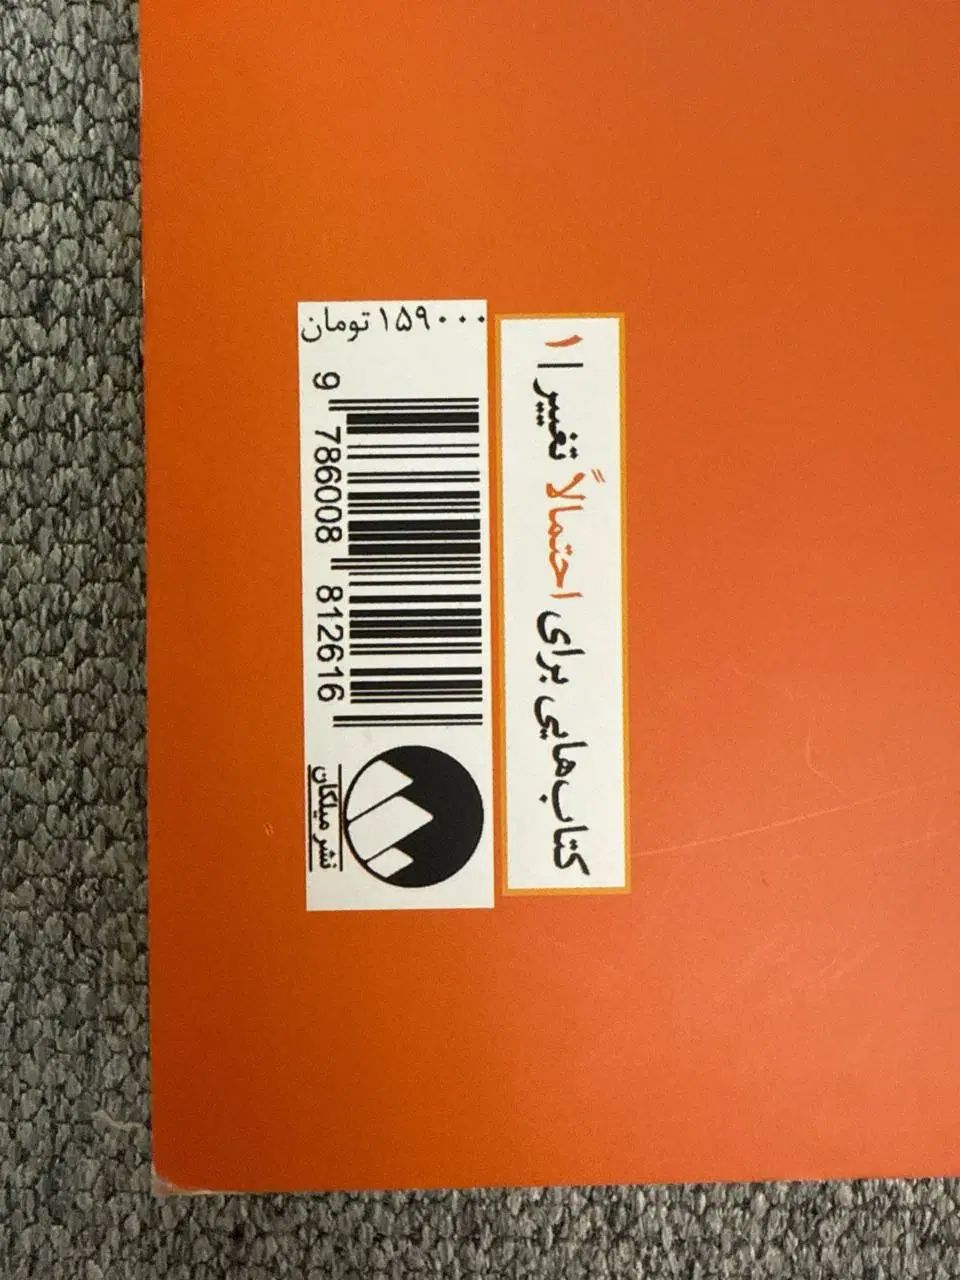 ۱۵۹۰۰۰ تومان
9 786008 812616
نشر میلکان
کتاب‌هایی برای احتمالاً تغییر | ۱